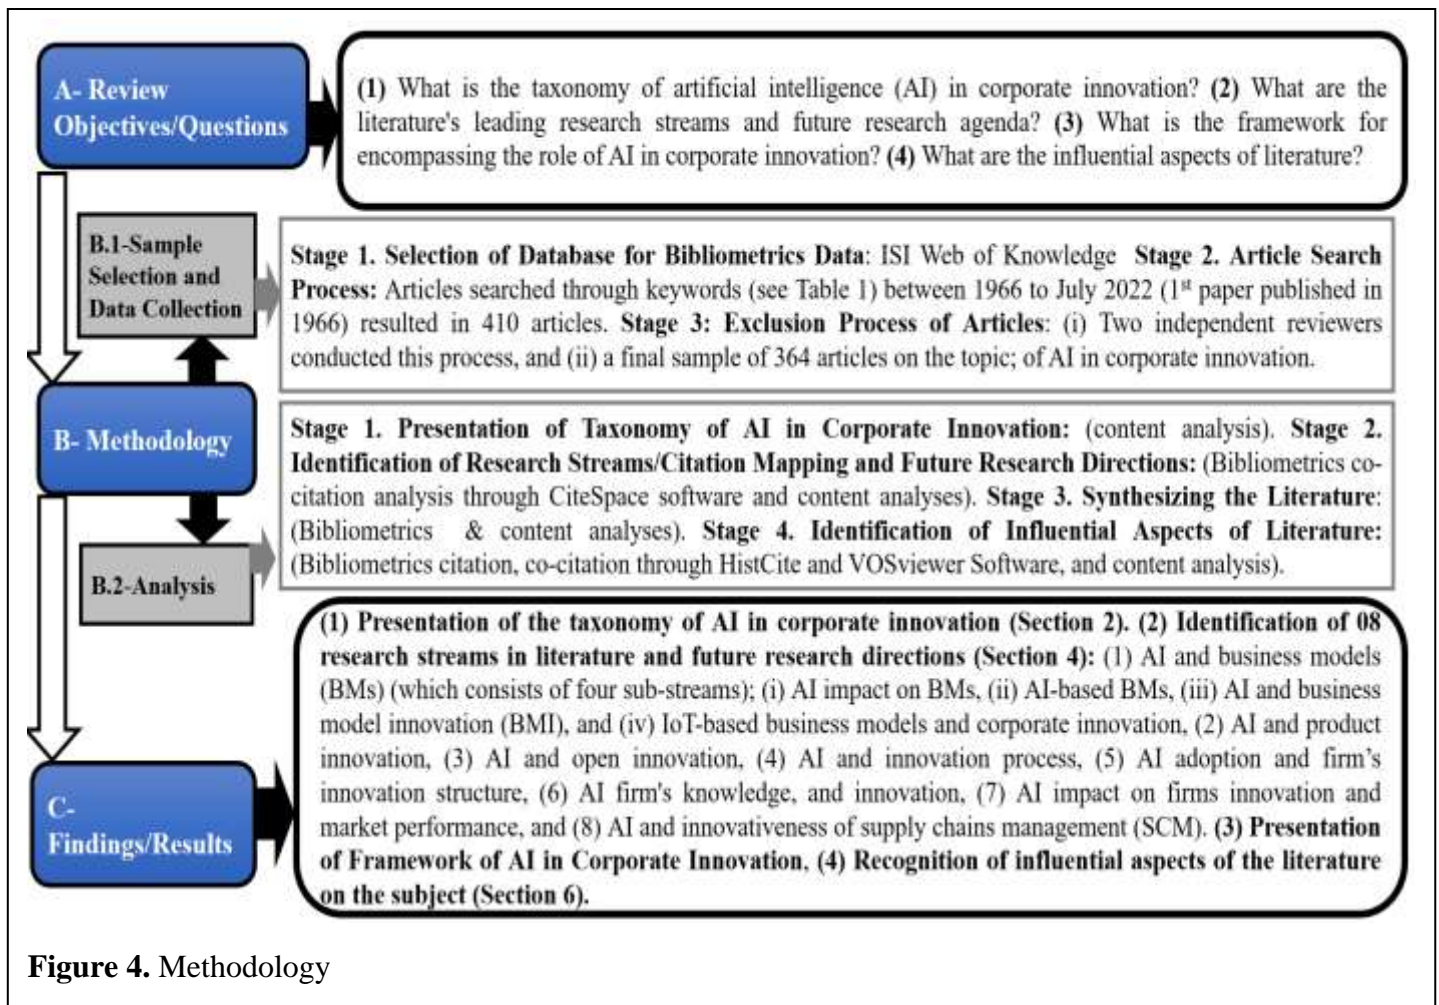 A- Review
Objectives/Questions
(1) What is the taxonomy of artificial intelligence (AI) in corporate innovation? (2) What are the
literature's leading research streams and future research agenda? (3) What is the framework for
encompassing the role of AI in corporate innovation? (4) What are the influential aspects of literature?
B.1-Sample
Selection and
Data Collection
Stage 1. Selection of Database for Bibliometrics Data: ISI Web of Knowledge Stage 2. Article Search
Process: Articles searched through keywords (see Table 1) between 1966 to July 2022 (1st paper published in
1966) resulted in 410 articles. Stage 3: Exclusion Process of Articles: (i) Two independent reviewers
conducted this process, and (ii) a final sample of 364 articles on the topic; of AI in corporate innovation.
B- Methodology
Stage 1. Presentation of Taxonomy of AI in Corporate Innovation: (content analysis). Stage 2.
Identification of Research Streams/Citation Mapping and Future Research Directions: (Bibliometrics co-
citation analysis through CiteSpace software and content analyses). Stage 3. Synthesizing the Literature:
(Bibliometrics & content analyses). Stage 4. Identification of Influential Aspects of Literature:
(Bibliometrics citation, co-citation through HistCite and VOSviewer Software, and content analysis).
B.2-Analysis
(1) Presentation of the taxonomy of AI in corporate innovation (Section 2). (2) Identification of 08
research streams in literature and future research directions (Section 4): (1) AI and business models
(BMs) (which consists of four sub-streams); (i) AI impact on BMs, (ii) AI-based BMs, (iii) AI and business
model innovation (BMI), and (iv) IoT-based business models and corporate innovation, (2) AI and product
innovation, (3) AI and open innovation, (4) AI and innovation process, (5) AI adoption and firm's
innovation structure, (6) AI firm's knowledge, and innovation, (7) AI impact on firms innovation and
market performance, and (8) AI and innovativeness of supply chains management (SCM). (3) Presentation
of Framework of AI in Corporate Innovation, (4) Recognition of influential aspects of the literature
on the subject (Section 6).
C-
Findings/Results
Figure 4. Methodology